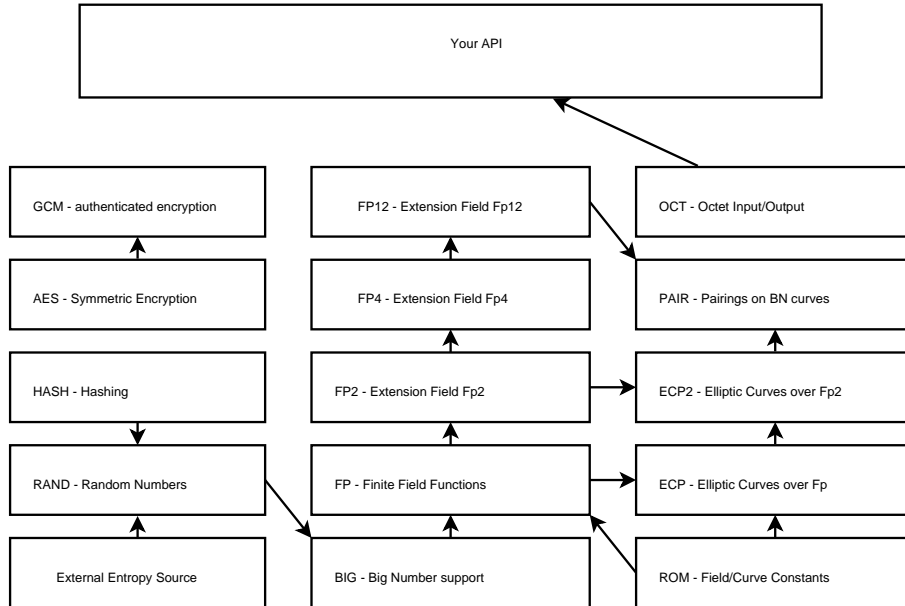 Your API
GCM - authenticated encryption
FP12 - Extension Field Fp12
OCT - Octet Input/Output
AES - Symmetric Encryption
FP4 - Extension Field Fp4
PAIR - Pairings on BN curves
HASH - Hashing
FP2 - Extension Field Fp2
ECP2 - Elliptic Curves over Fp2
RAND - Random Numbers
FP - Finite Field Functions
ECP - Elliptic Curves over Fp
External Entropy Source
BIG - Big Number support
ROM - Field/Curve Constants